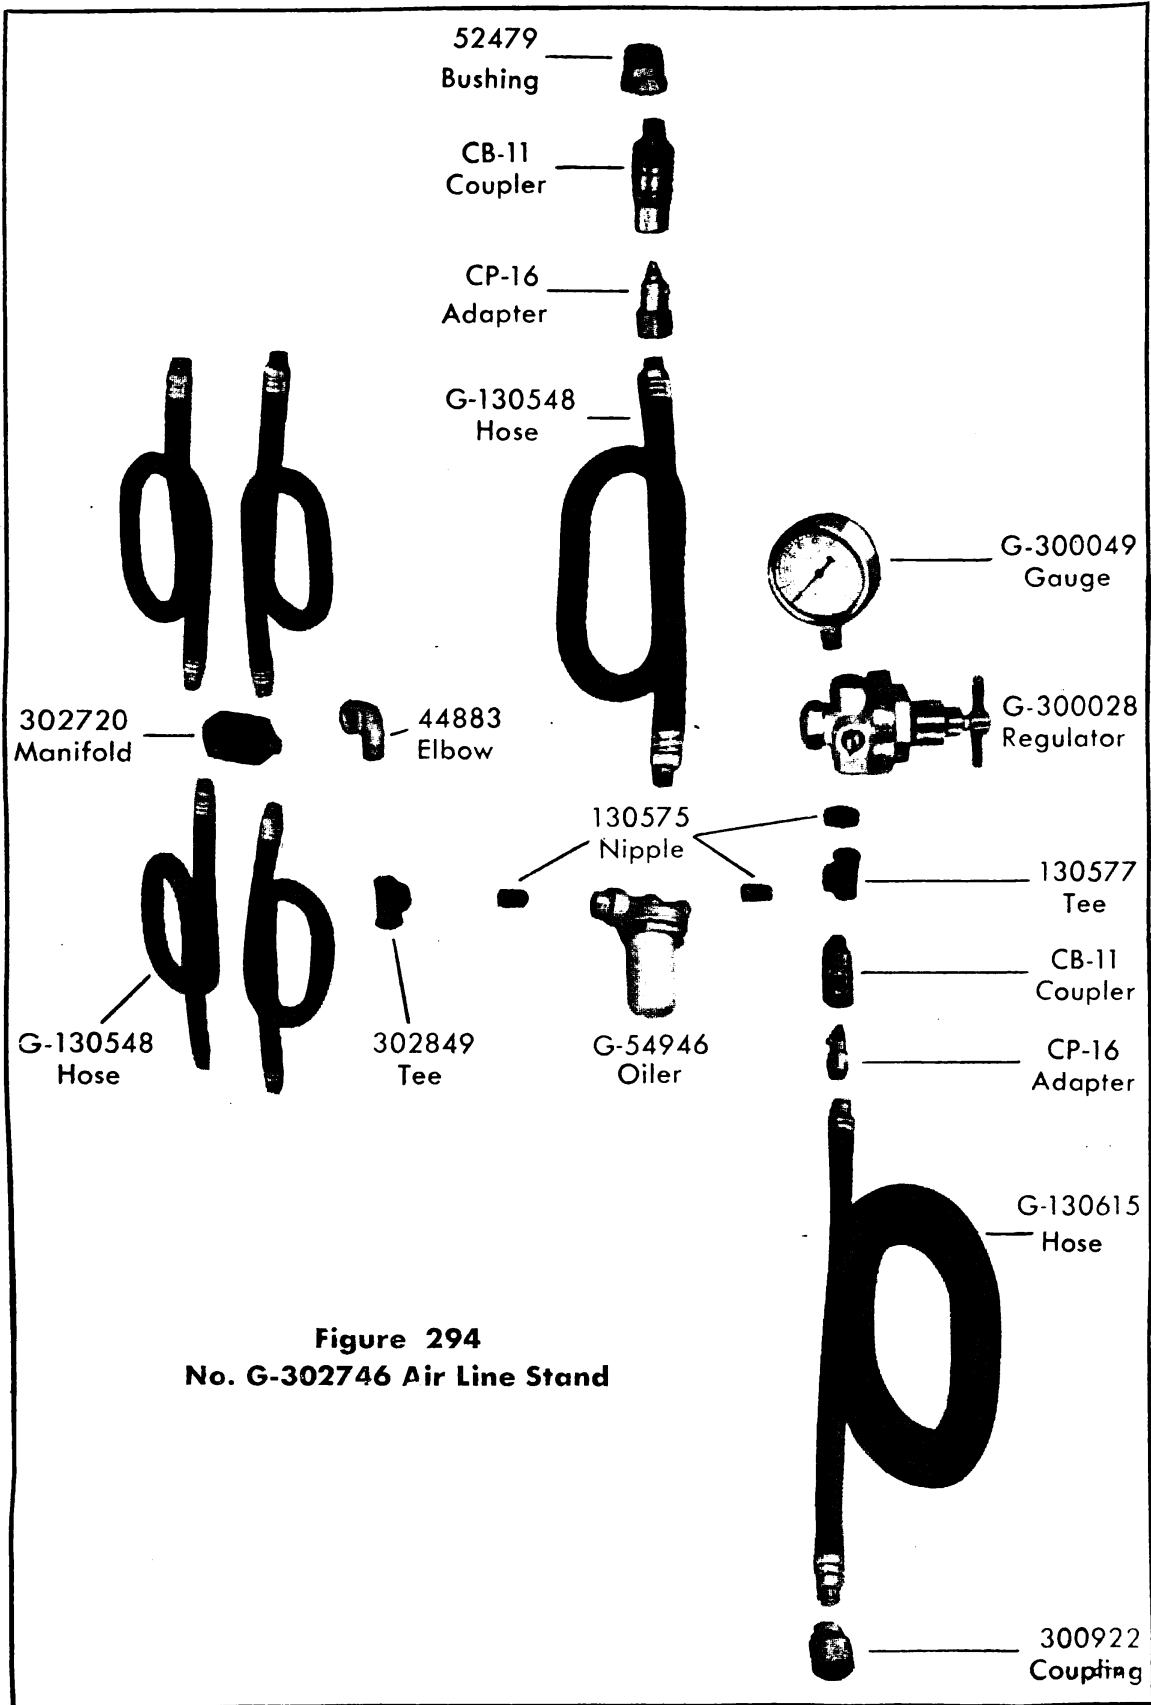 52479
Bushing
CB-11
Coupler
CP-16
Adapter
G-130548
Hose
G-300049
Gauge
302720
Manifold
44883
Elbow
G-300028
Regulator
130575
Nipple
130577
Tee
CB-11
Coupler
G-130548
Hose
302849
Tee
G-54946
Oiler
CP-16
Adapter
G-130615
Hose
Figure 294
No. G-302746 Air Line Stand
300922
Coupling